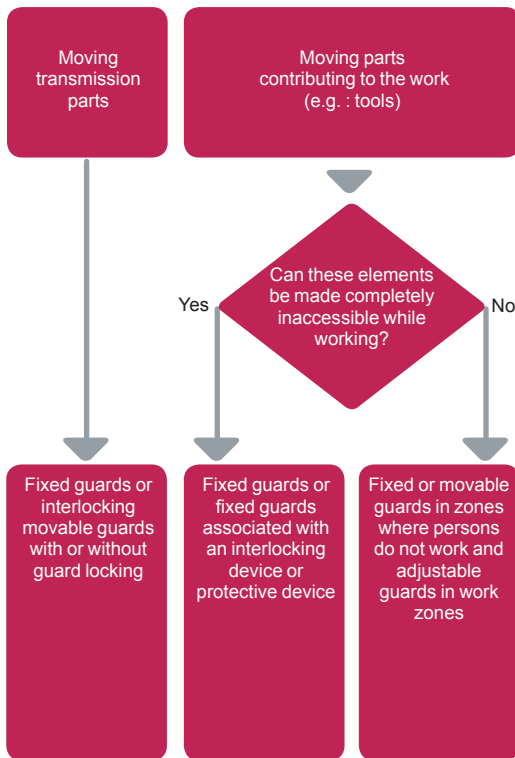 Moving
transmission
parts
Moving parts
contributing to the work
(e.g. : tools)
Can these elements
be made completely
inaccessible while
working?
Yes
No
Fixed guards or
interlocking
movable guards
with or without
guard locking
Fixed guards or
fixed guards
associated with
an interlocking
device or
protective device
Fixed or movable
guards in zones
where persons
do not work and
adjustable
guards in work
zones